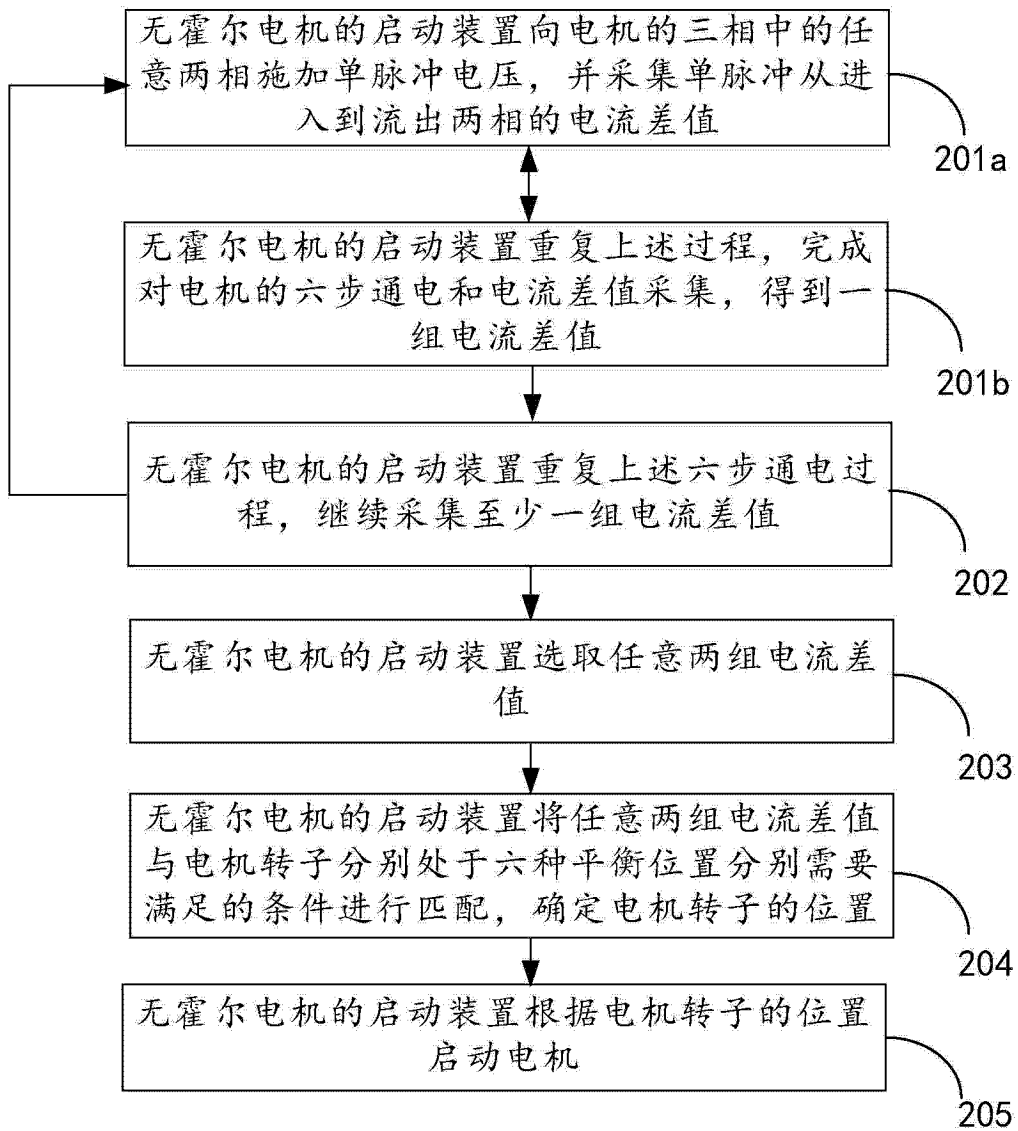 无霍尔电机的启动装置向电机的三相中的任
意两相施加单脉冲电压，并采集单脉冲从进
入到流出两相的电流差值
201a
无霍尔电机的启动装置重复上述过程，完成
对电机的六步通电和电流差值采集，得到一
组电流差值
201b
无霍尔电机的启动装置重复上述六步通电过
程，继续采集至少一组电流差值
202
无霍尔电机的启动装置选取任意两组电流差
值
203
无霍尔电机的启动装置将任意两组电流差值
与电机转子分别处于六种平衡位置分别需要
满足的条件进行匹配，确定电机转子的位置
204
无霍尔电机的启动装置根据电机转子的位置
启动电机
205